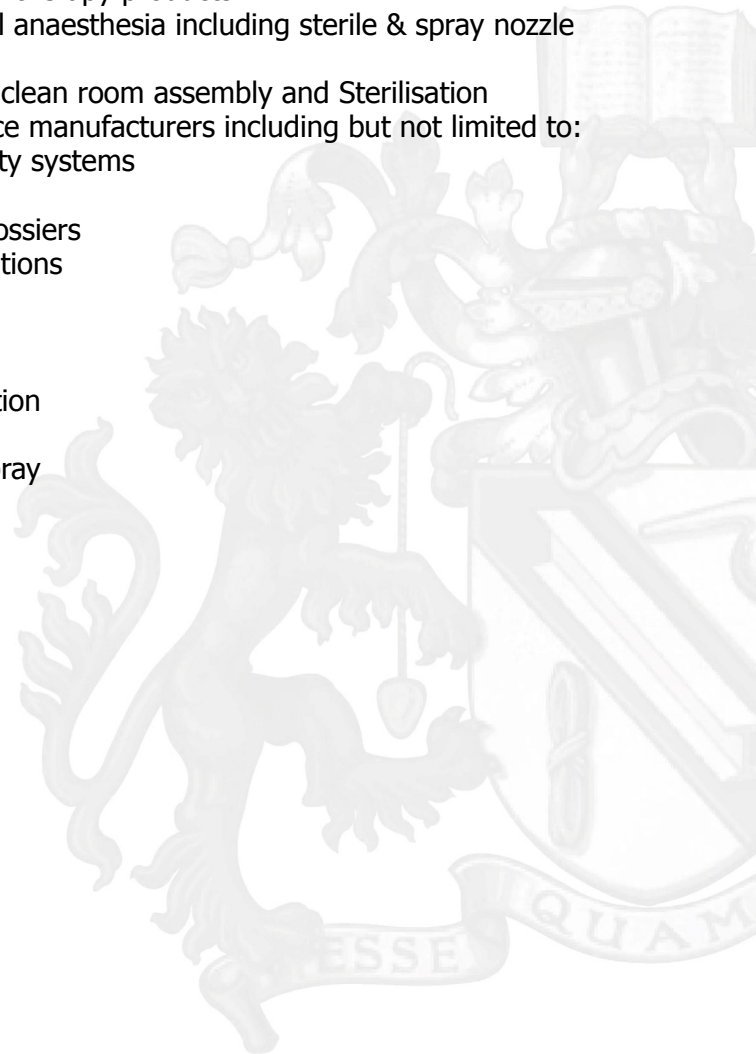 l anaesthesia including sterile & spray nozzle
clean room assembly and Sterilisation
ce manufacturers including but not limited to:
ty systems
ossiers
tions
tion
ray
ESSE
QUAM